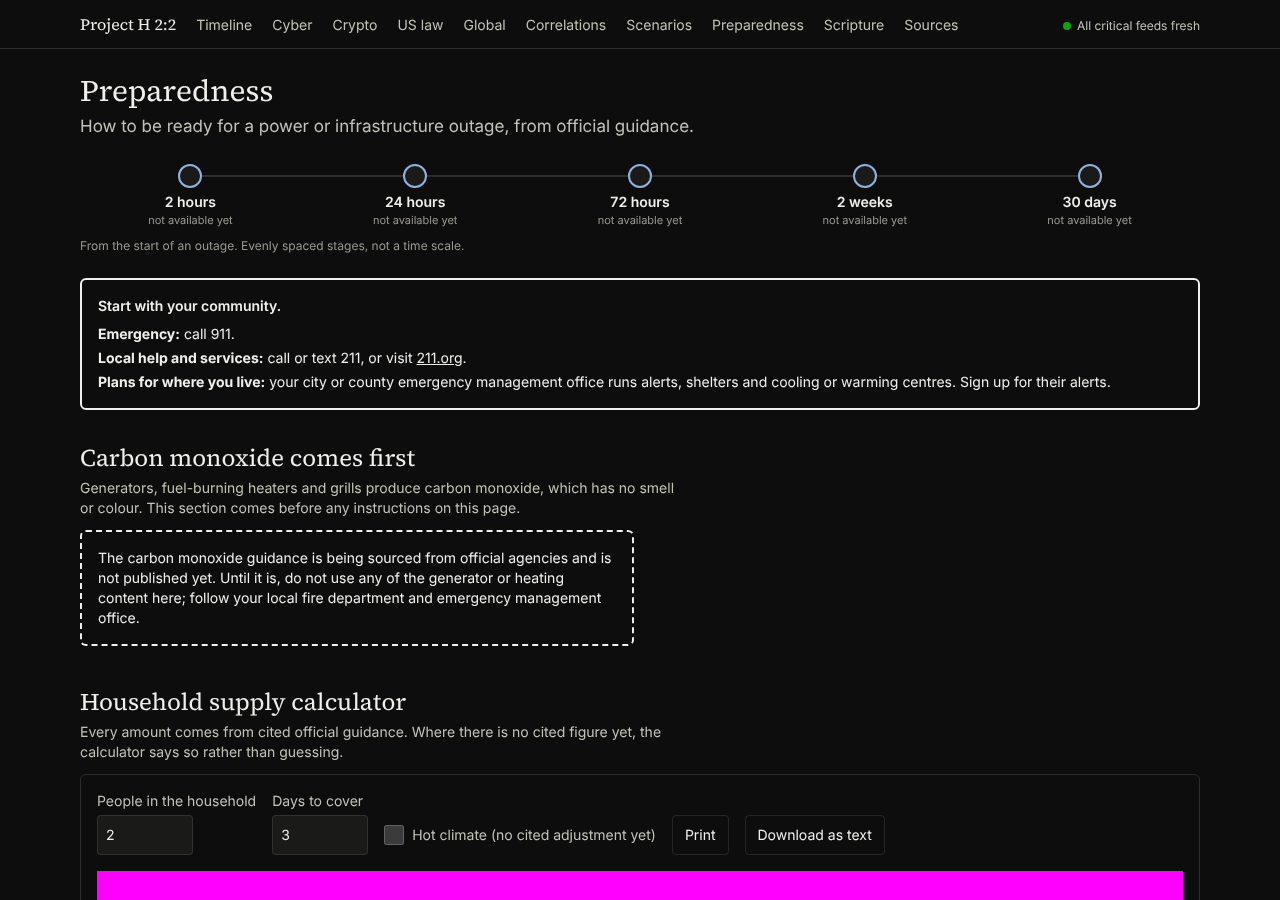 Project H 2:2 Timeline Cyber Crypto US law Global Correlations Scenarios Preparedness Scripture Sources All critical feeds fresh
Preparedness
How to be ready for a power or infrastructure outage, from official guidance.
2 hours 24 hours 72 hours 2 weeks 30 days
not available yet not available yet not available yet not available yet not available yet
From the start of an outage. Evenly spaced stages, not a time scale.
Start with your community.
Emergency: call 911.
Local help and services: call or text 211, or visit 211.org.
Plans for where you live: your city or county emergency management office runs alerts, shelters and cooling or warming centres. Sign up for their alerts.
Carbon monoxide comes first
Generators, fuel-burning heaters and grills produce carbon monoxide, which has no smell
or colour. This section comes before any instructions on this page.
The carbon monoxide guidance is being sourced from official agencies and is
not published yet. Until it is, do not use any of the generator or heating
content here; follow your local fire department and emergency management
office.
Household supply calculator
Every amount comes from cited official guidance. Where there is no cited figure yet, the
calculator says so rather than guessing.
People in the household Days to cover
2 3 Hot climate (no cited adjustment yet) Print Download as text